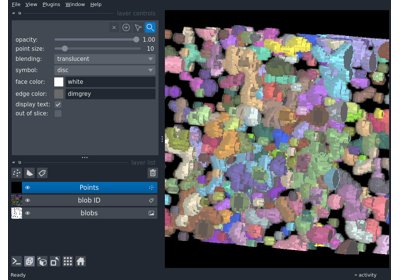 File View Plugins Window Help
layer controls
opacity: 1.00
point size: 10
blending: translucent
symbol: disc
face color: white
edge color: dimgrey
display text:
out of slice:
layer list
Points
blob ID
blobs
Ready
activity